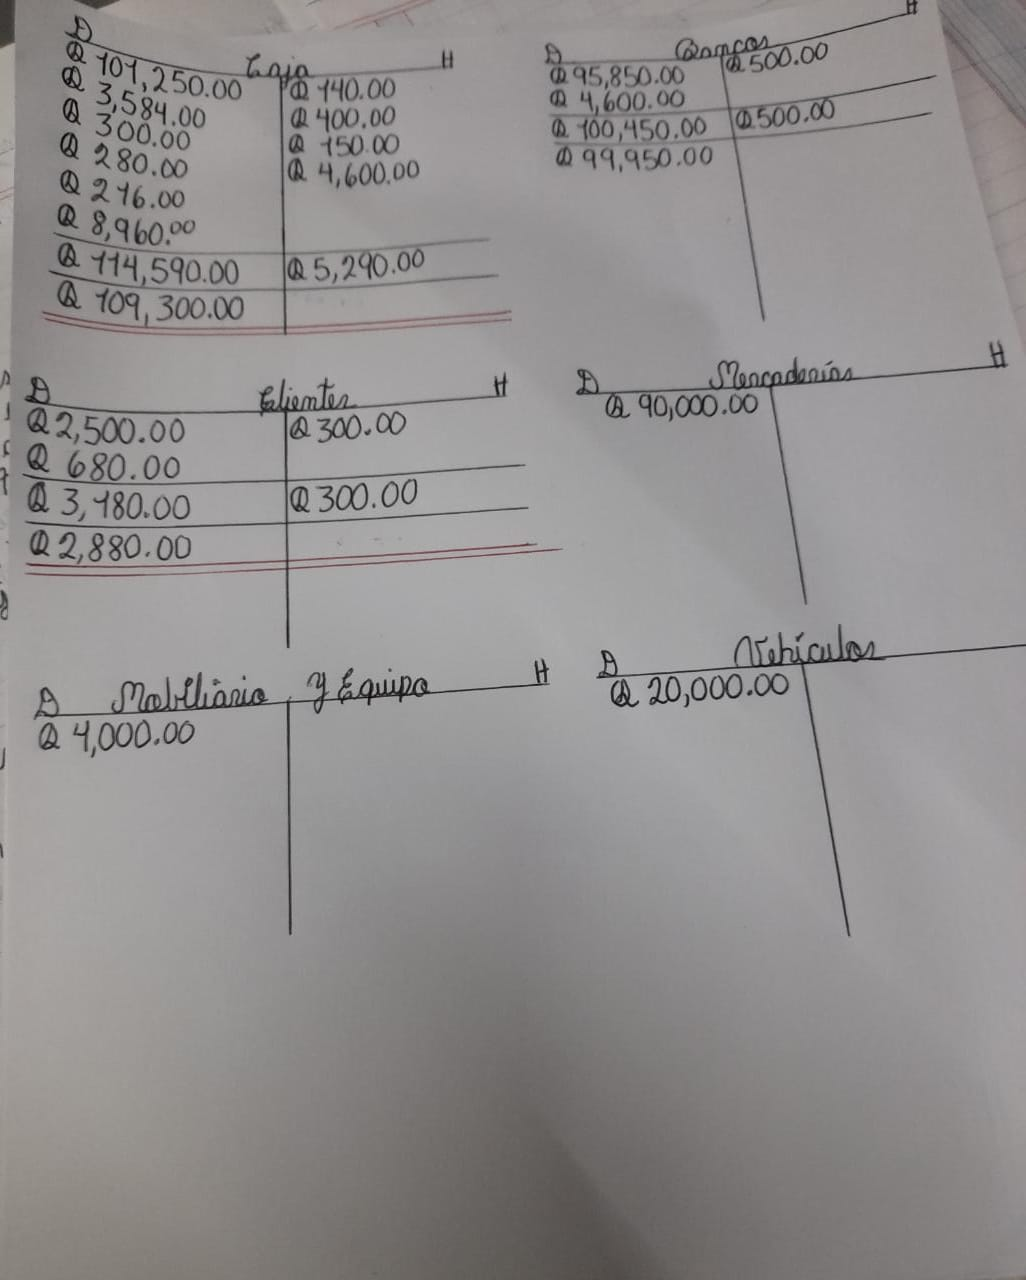 D Caja H
Q 101,250.00 Q 140.00
Q 3,584.00 Q 400.00
Q 300.00 Q 150.00
Q 280.00 Q 4,600.00
Q 216.00
Q 8,960.00
Q 114,590.00 Q 5,290.00
Q 109,300.00
D Bancos H
Q 95,850.00 Q 500.00
Q 4,600.00
Q 100,450.00 Q 500.00
Q 99,950.00
D Clientes H
Q 2,500.00 Q 300.00
Q 680.00
Q 3,180.00 Q 300.00
Q 2,880.00
D Mercaderías H
Q 90,000.00
D Mobiliario y Equipo H
Q 4,000.00
D Vehículos
Q 20,000.00